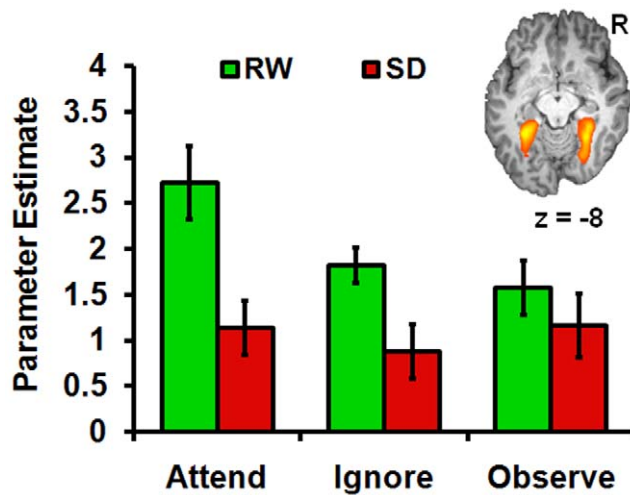 R
RW SD
z = -8
Parameter Estimate
4
3.5
3
2.5
2
1.5
1
0.5
0
Attend Ignore Observe